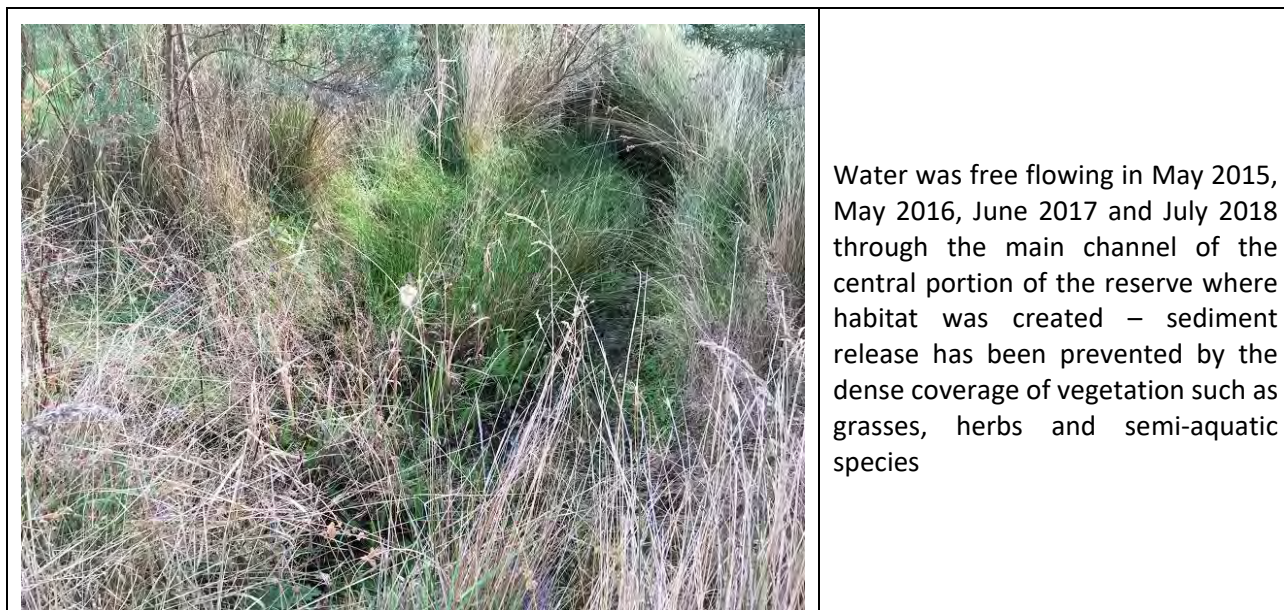 Water was free flowing in May 2015,
May 2016, June 2017 and July 2018
through the main channel of the
central portion of the reserve where
habitat was created – sediment
release has been prevented by the
dense coverage of vegetation such as
grasses, herbs and semi-aquatic
species